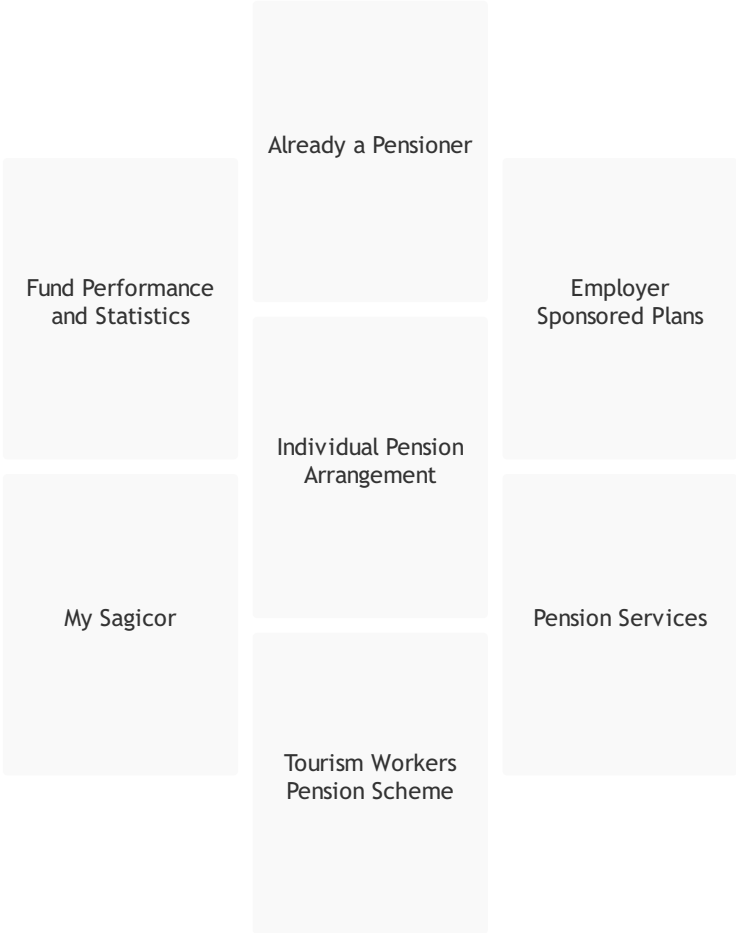 Already a Pensioner
Fund Performance
and Statistics
Employer
Sponsored Plans
Individual Pension
Arrangement
My Sagicor
Pension Services
Tourism Workers
Pension Scheme